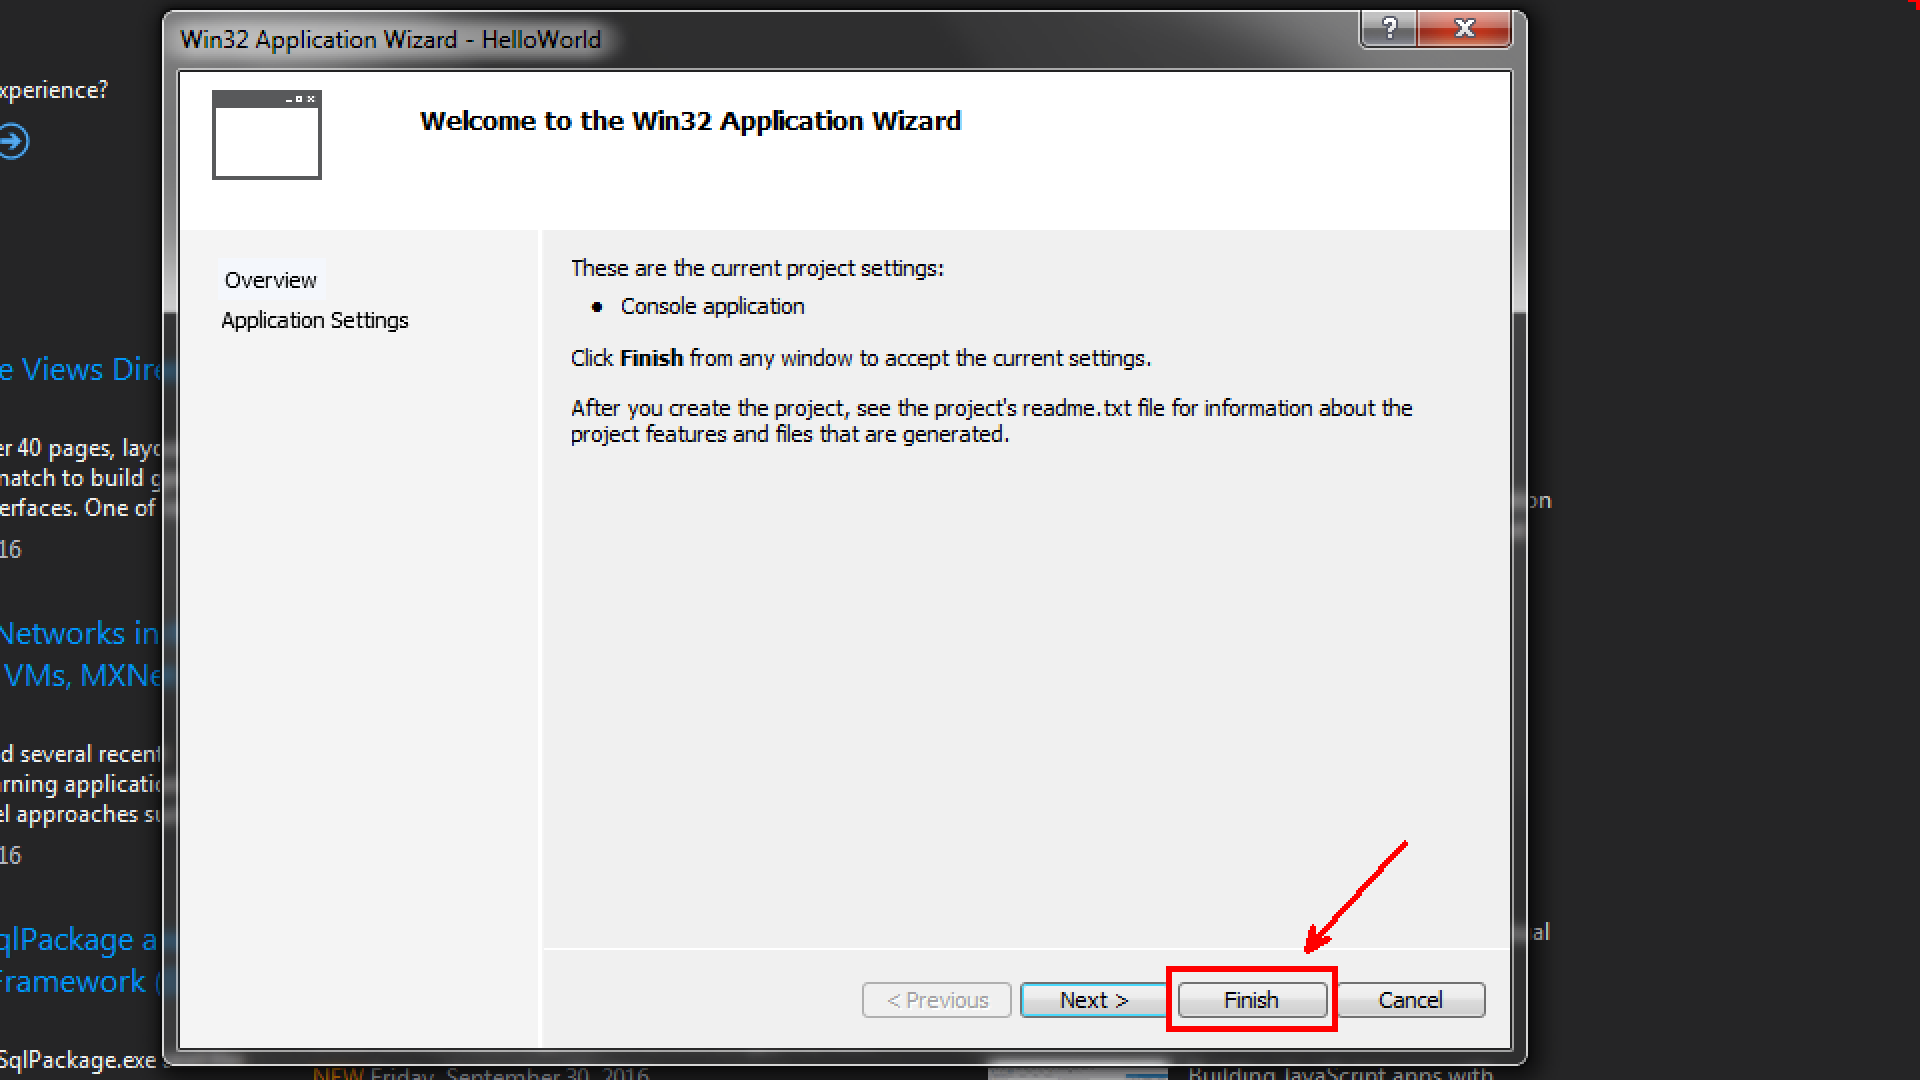 Win32 Application Wizard - HelloWorld
?
xperience?
Welcome to the Win32 Application Wizard
Overview
Application Settings
These are the current project settings:
• Console application
Click Finish from any window to accept the current settings.
After you create the project, see the project's readme.txt file for information about the
project features and files that are generated.
e Views Dire
er 40 pages, layo
match to build g
erfaces. One of
16
on
Networks in
VMs, MXNe
d several recent
rning applicatio
el approaches su
16
qlPackage a
Framework (
al
< Previous
Next >
Finish
Cancel
SqlPackage.exe
NEW Friday, September 30, 2016
Building JavaScript apps with